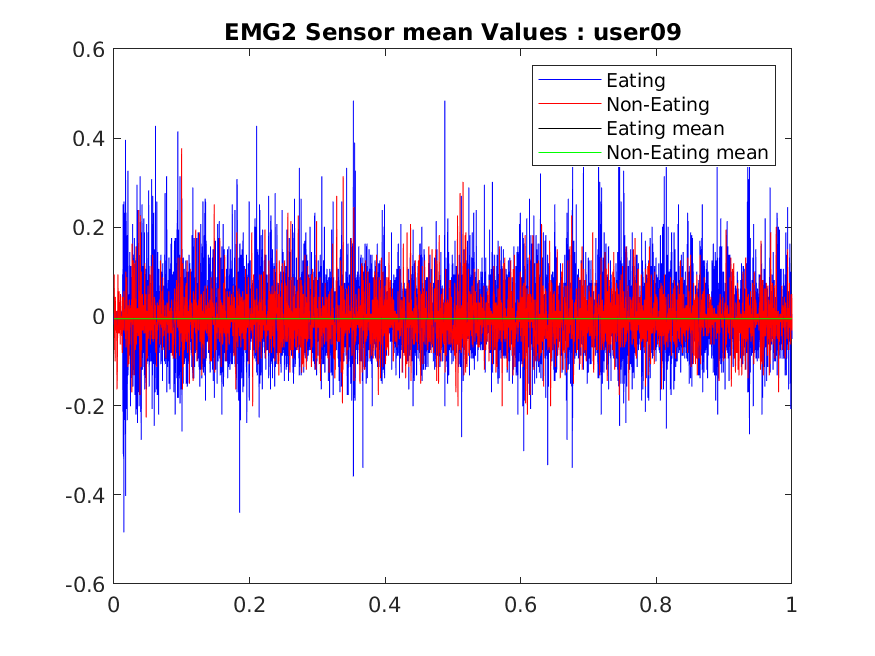 EMG2 Sensor mean Values : user09
Eating
Non-Eating
Eating mean
Non-Eating mean
0.6
0.4
0.2
0
-0.2
-0.4
-0.6
0 0.2 0.4 0.6 0.8 1